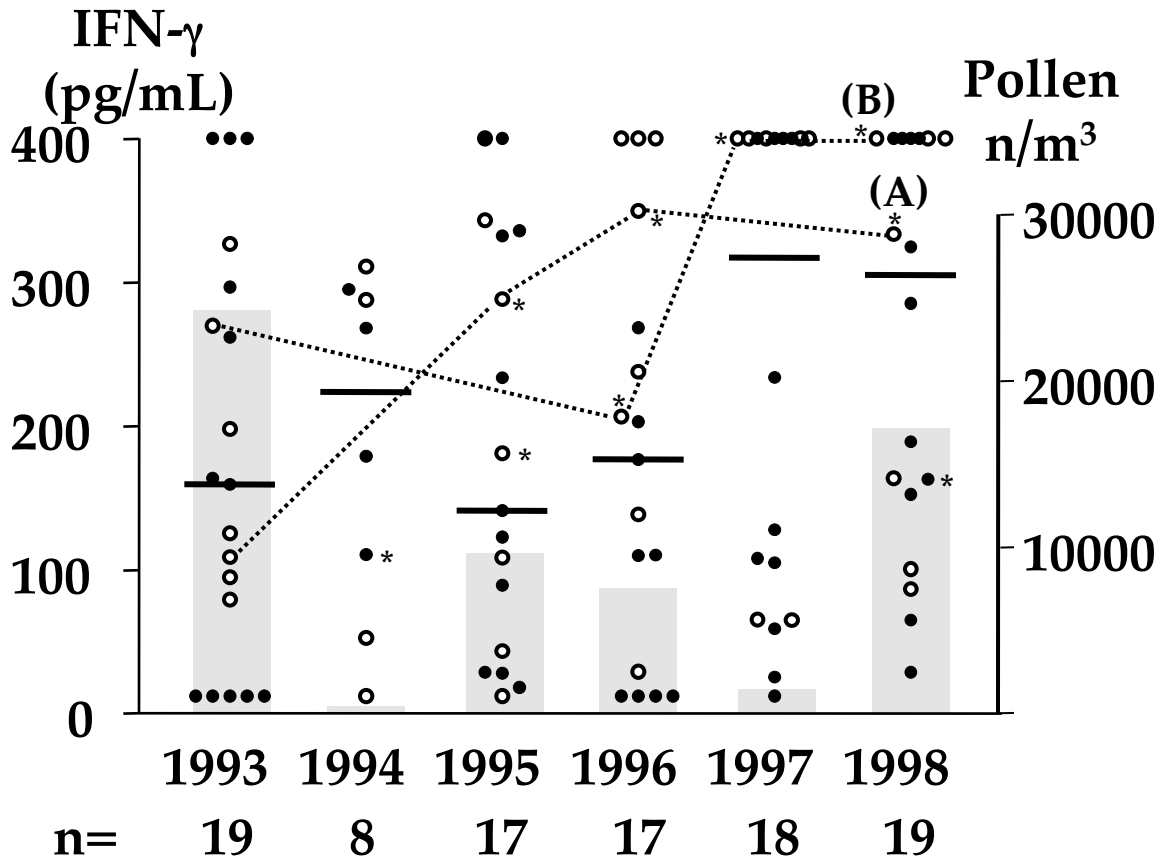 IFN-γ
(pg/mL)
Pollen
n/m³
(B)
(A)
400
300
200
100
0
30000
20000
10000
* * * * * * * * * *
1993 1994 1995 1996 1997 1998
n= 19 8 17 17 18 19